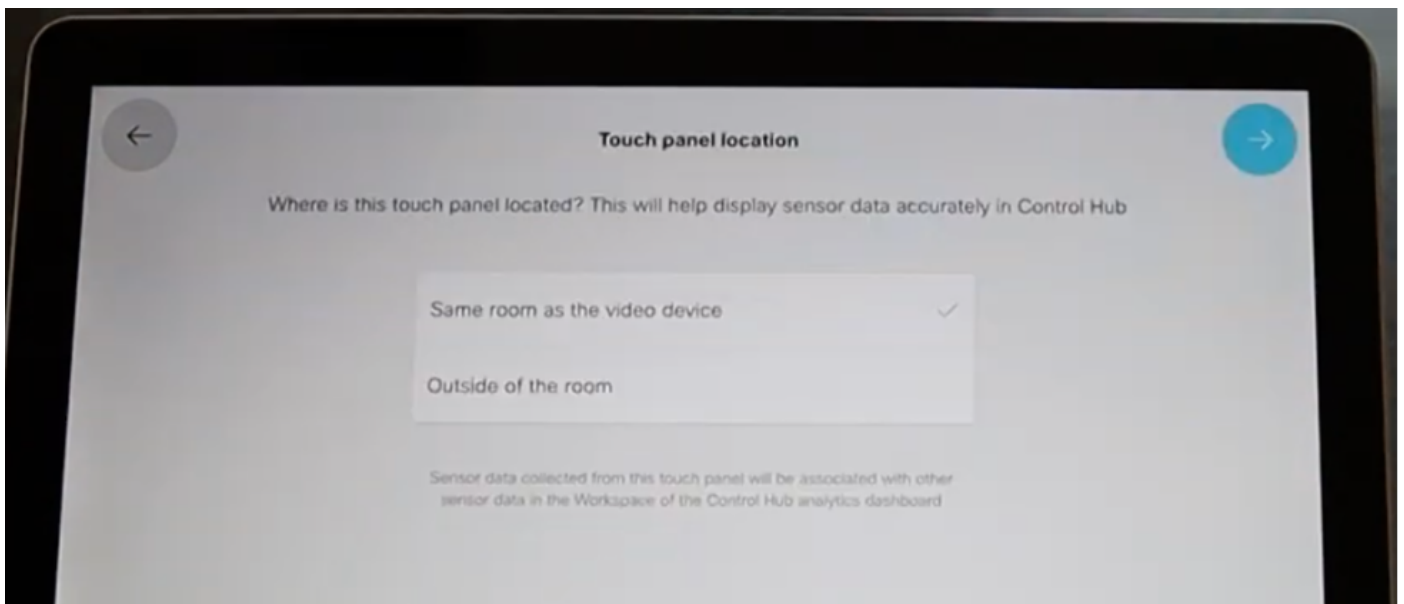 Touch panel location
Where is this touch panel located? This will help display sensor data accurately in Control Hub
Same room as the video device
Outside of the room
Sensor data collected from this touch panel will be associated with other
sensor data in the Workspace of the Control Hub analytics dashboard